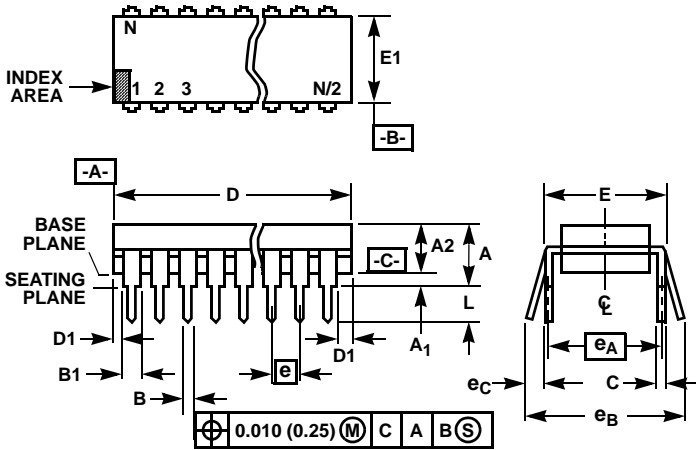 N
E1
INDEX
AREA
1 2 3 N/2
-B-
-A-
D
E
BASE
PLANE
A2
A
-C-
SEATING
PLANE
L
C
L
D1
A1
D1
eA
B1
e
eC
C
B
eB
0.010 (0.25) M C A B S